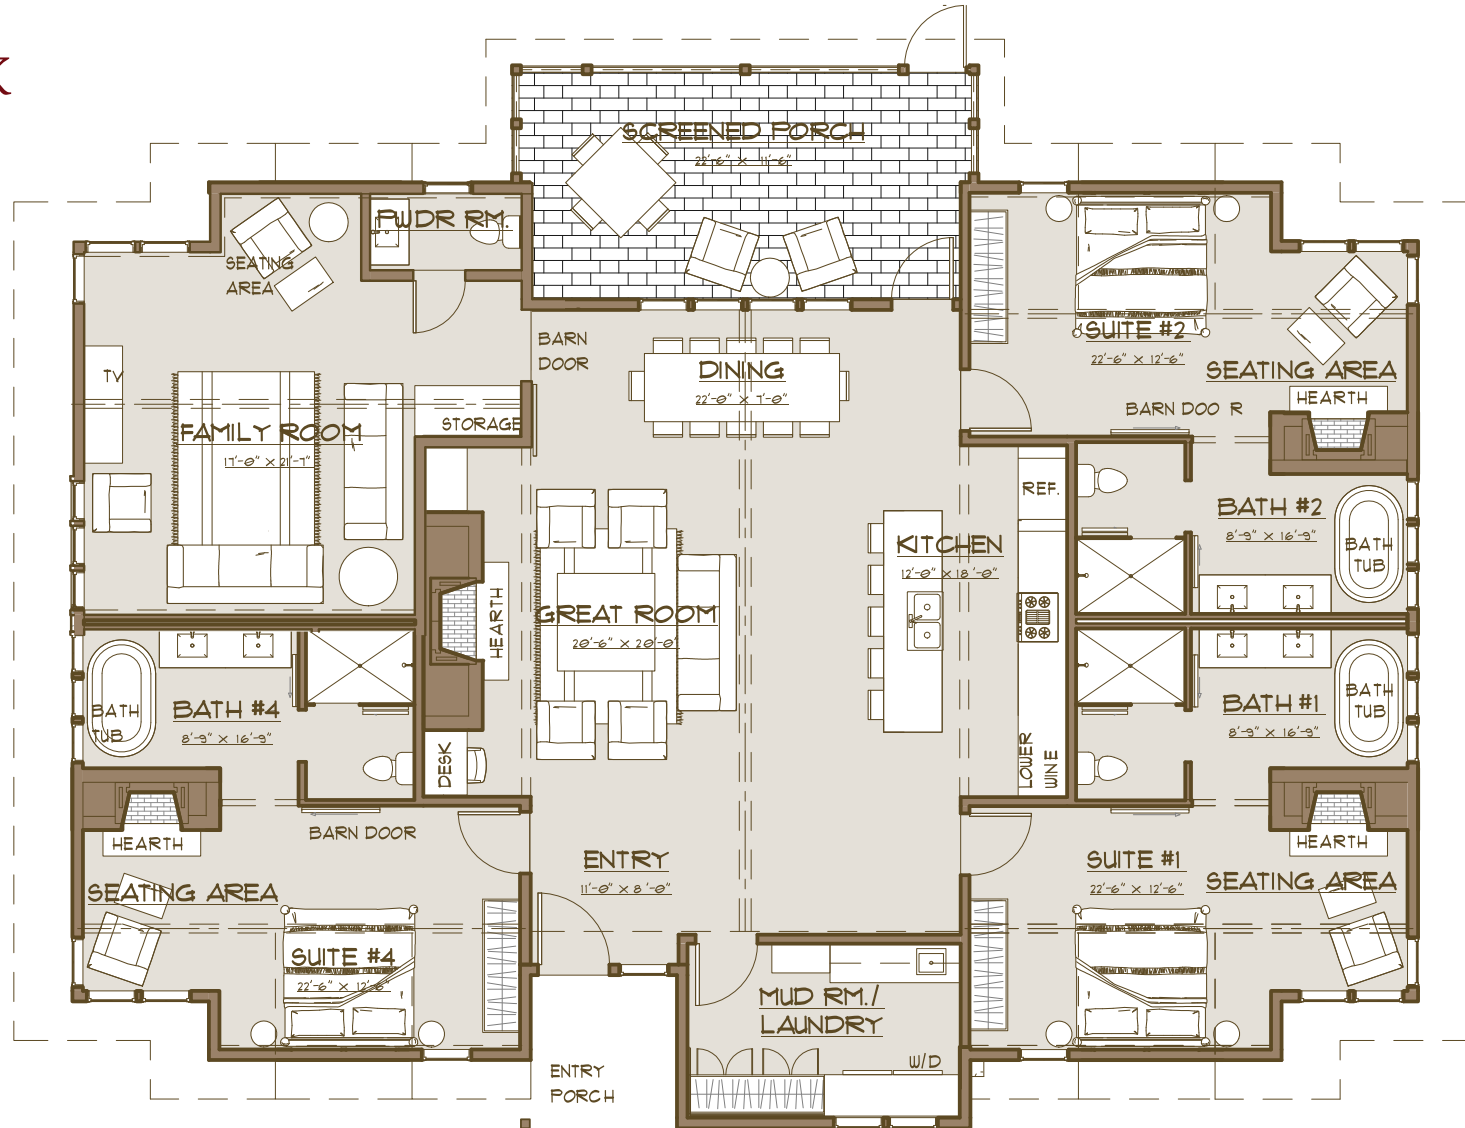 K
SCREENED PORCH
22'-6" X 11'-6"
PWDR RM.
SEATING
AREA
BARN
DOOR
DINING
22'-0" X 7'-0"
SUITE #2
22'-6" X 12'-6"
SEATING AREA
HEARTH
BARN DOO R
TV
STORAGE
FAMILY ROOM
17'-0" X 21'-7"
REF.
BATH #2
8'-9" X 16'-9"
BATH
TUB
KITCHEN
12'-0" X 18'-0"
HEARTH
GREAT ROOM
20'-6" X 20'-0"
BATH #4
8'-9" X 16'-9"
BATH
TUB
BATH #1
8'-9" X 16'-9"
BATH
TUB
DESK
LOWER
WINE
HEARTH
BARN DOOR
HEARTH
ENTRY
11'-0" X 8'-0"
SUITE #1
22'-6" X 12'-6"
SEATING AREA
SEATING AREA
SUITE #4
22'-6" X 12'-6"
MUD RM./
LAUNDRY
W/D
ENTRY
PORCH